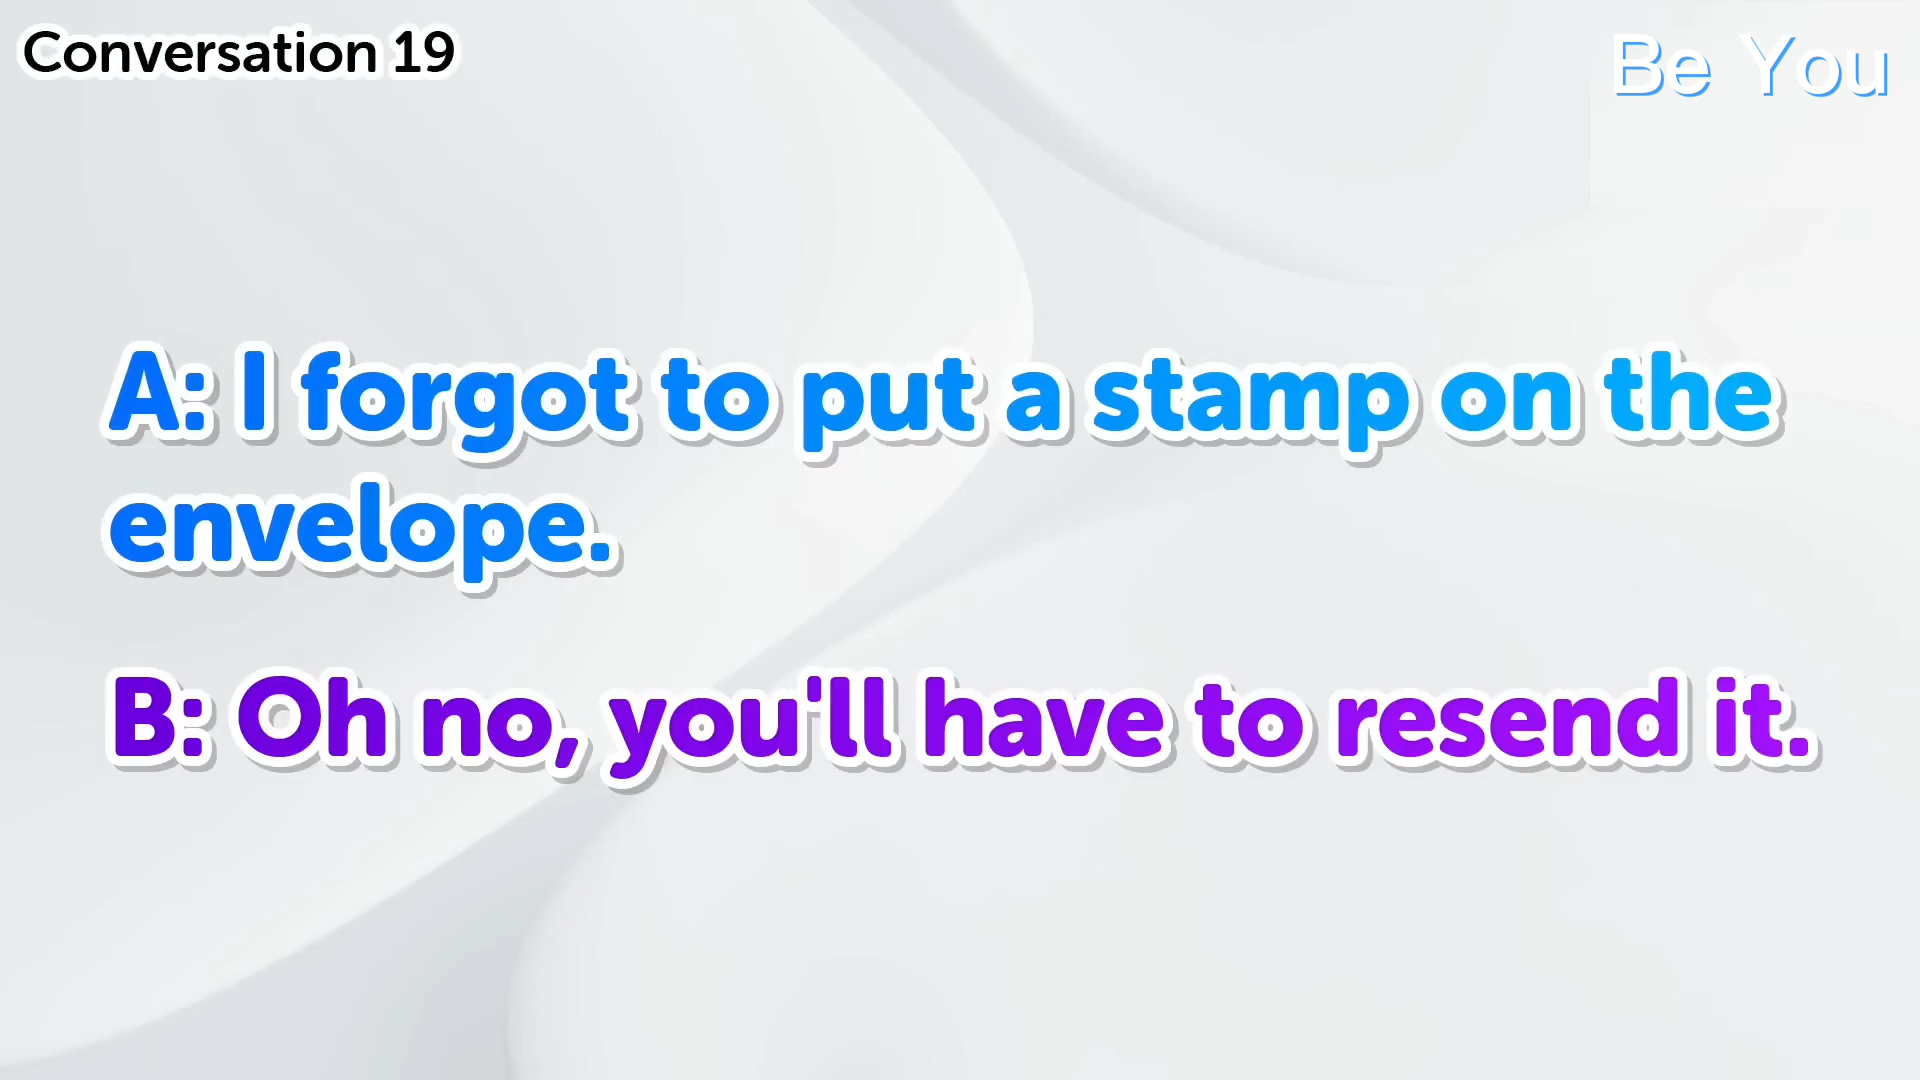 Conversation 19
Be You
A: I forgot to put a stamp on the
envelope.
B: Oh no, you'll have to resend it.